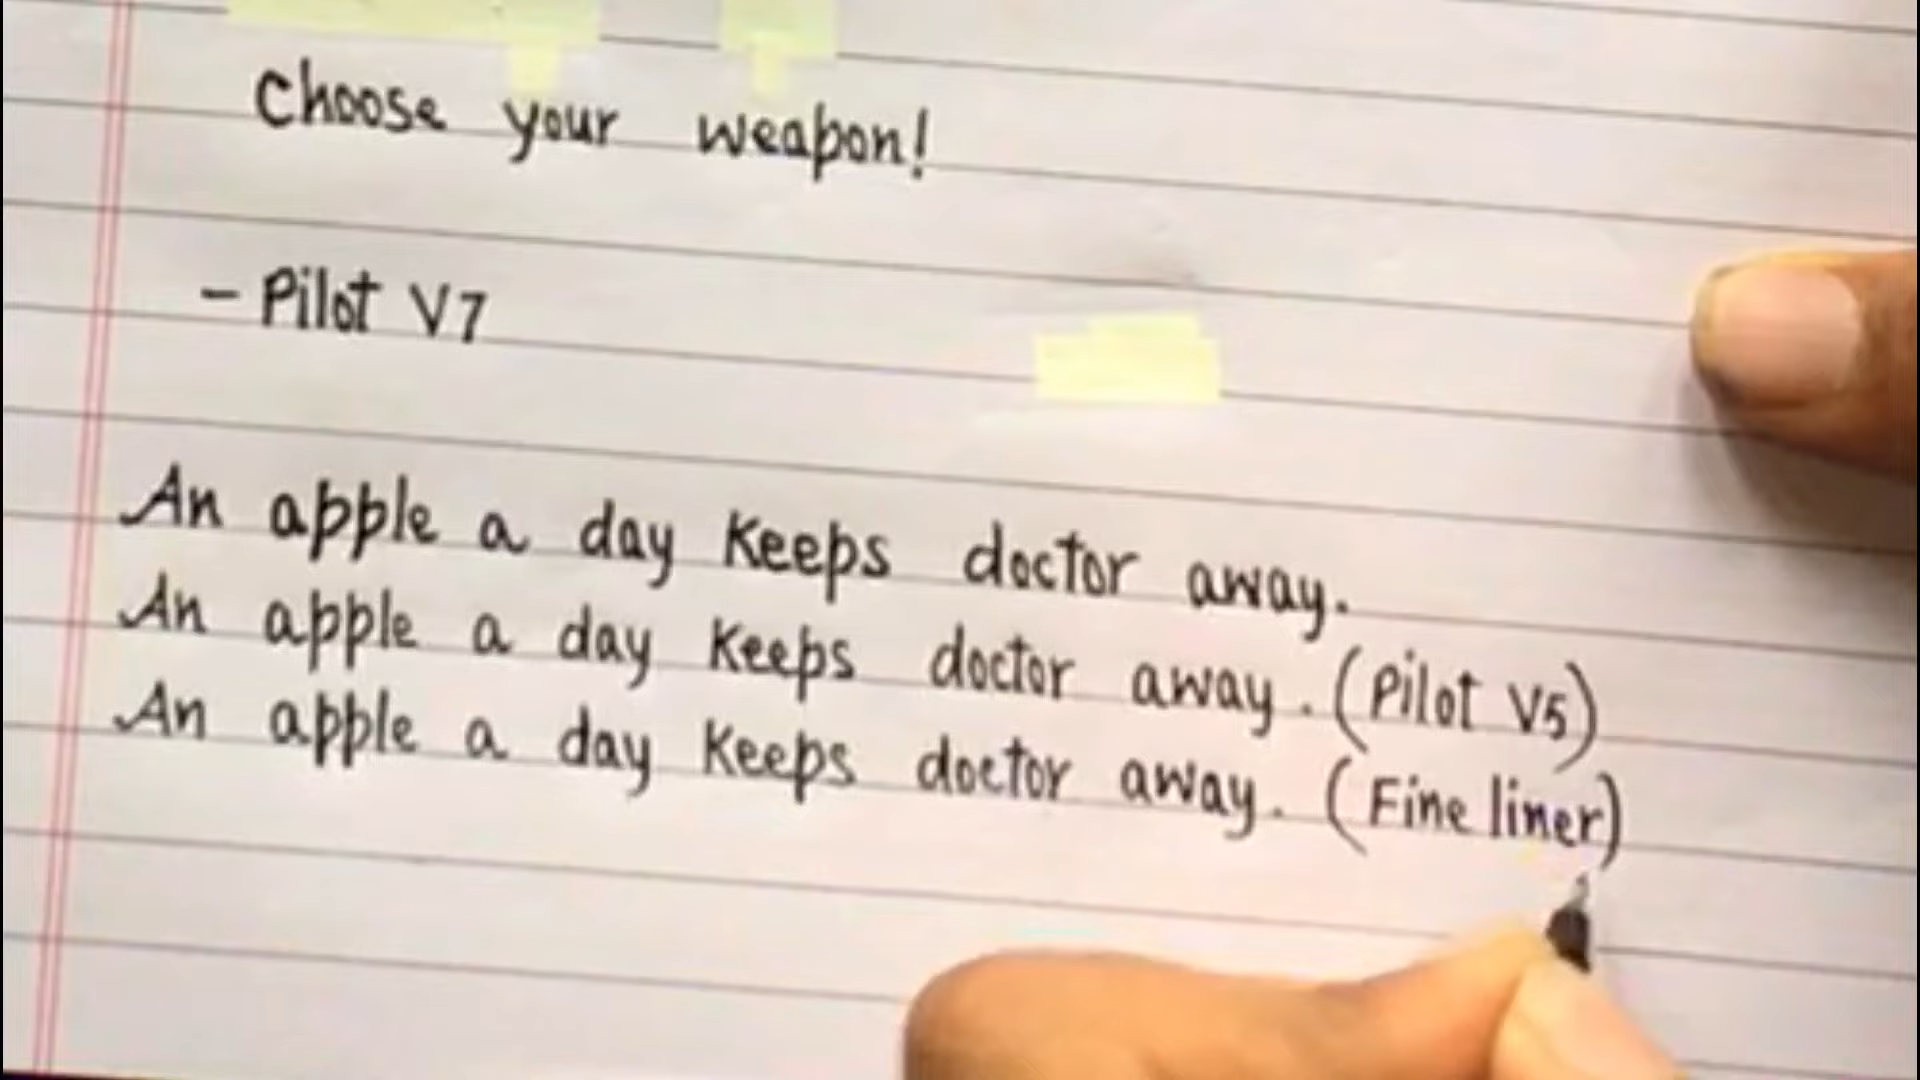 Choose your weapon!
- Pilot V7
An apple a day keeps doctor away.
An apple a day keeps doctor away. (Pilot V5)
An apple a day keeps doctor away. (Fine liner)